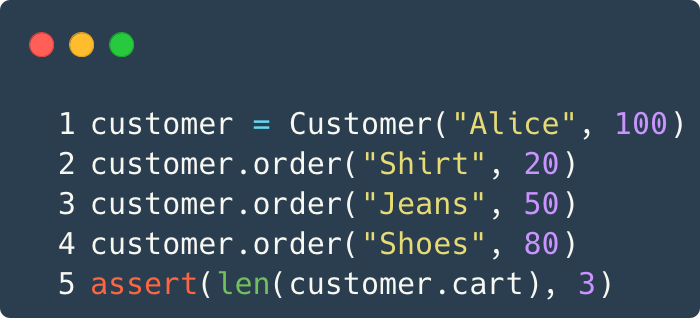 1 customer = Customer("Alice", 100)
2 customer.order("Shirt", 20)
3 customer.order("Jeans", 50)
4 customer.order("Shoes", 80)
5 assert(len(customer.cart), 3)